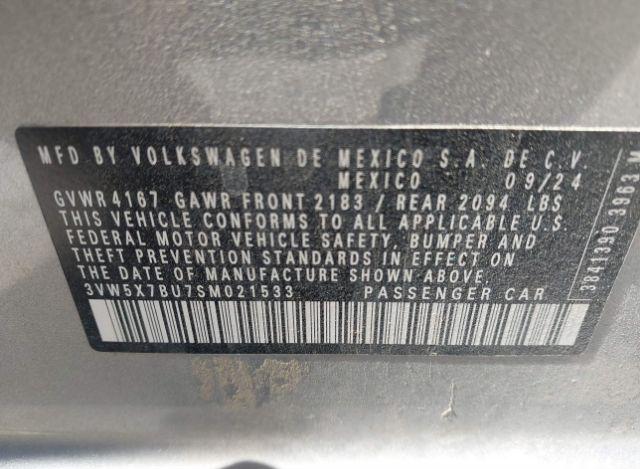 MFD BY VOLKSWAGEN DE MEXICO S.A. DE C.V.
MEXICO 09/24
GVWR 4167 GAWR FRONT 2183 / REAR 2094 LBS
THIS VEHICLE CONFORMS TO ALL APPLICABLE U.S.
FEDERAL MOTOR VEHICLE SAFETY, BUMPER AND
THEFT PREVENTION STANDARDS IN EFFECT ON
THE DATE OF MANUFACTURE SHOWN ABOVE.
3VW5X7BU7SM021533 PASSENGER CAR
3841390 3963 M